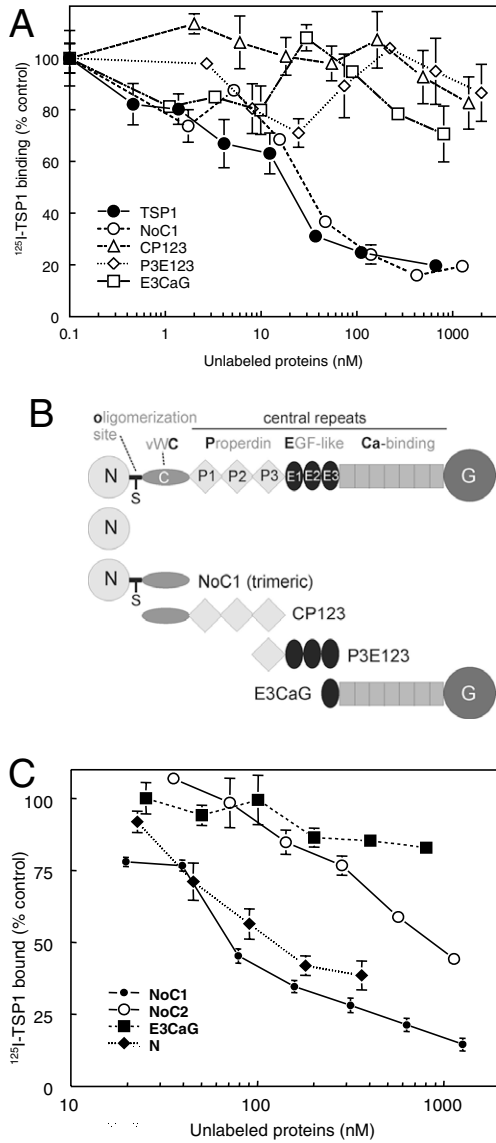 A
¹²⁵I-TSP1 binding (% control)
100
80
60
40
20
0
TSP1
NoC1
CP123
P3E123
E3CaG
0.1
1
10
100
1000
Unlabeled proteins (nM)
B
oligomerization
site
vWC
central repeats
Properdin
EGF-like
Ca-binding
N
S
C
P1
P2
P3
E1
E2
E3
G
N
N
S
NoC1 (trimeric)
CP123
P3E123
E3CaG
G
C
¹²⁵I-TSP1 bound (% control)
100
75
50
25
0
NoC1
NoC2
E3CaG
N
10
100
1000
Unlabeled proteins (nM)